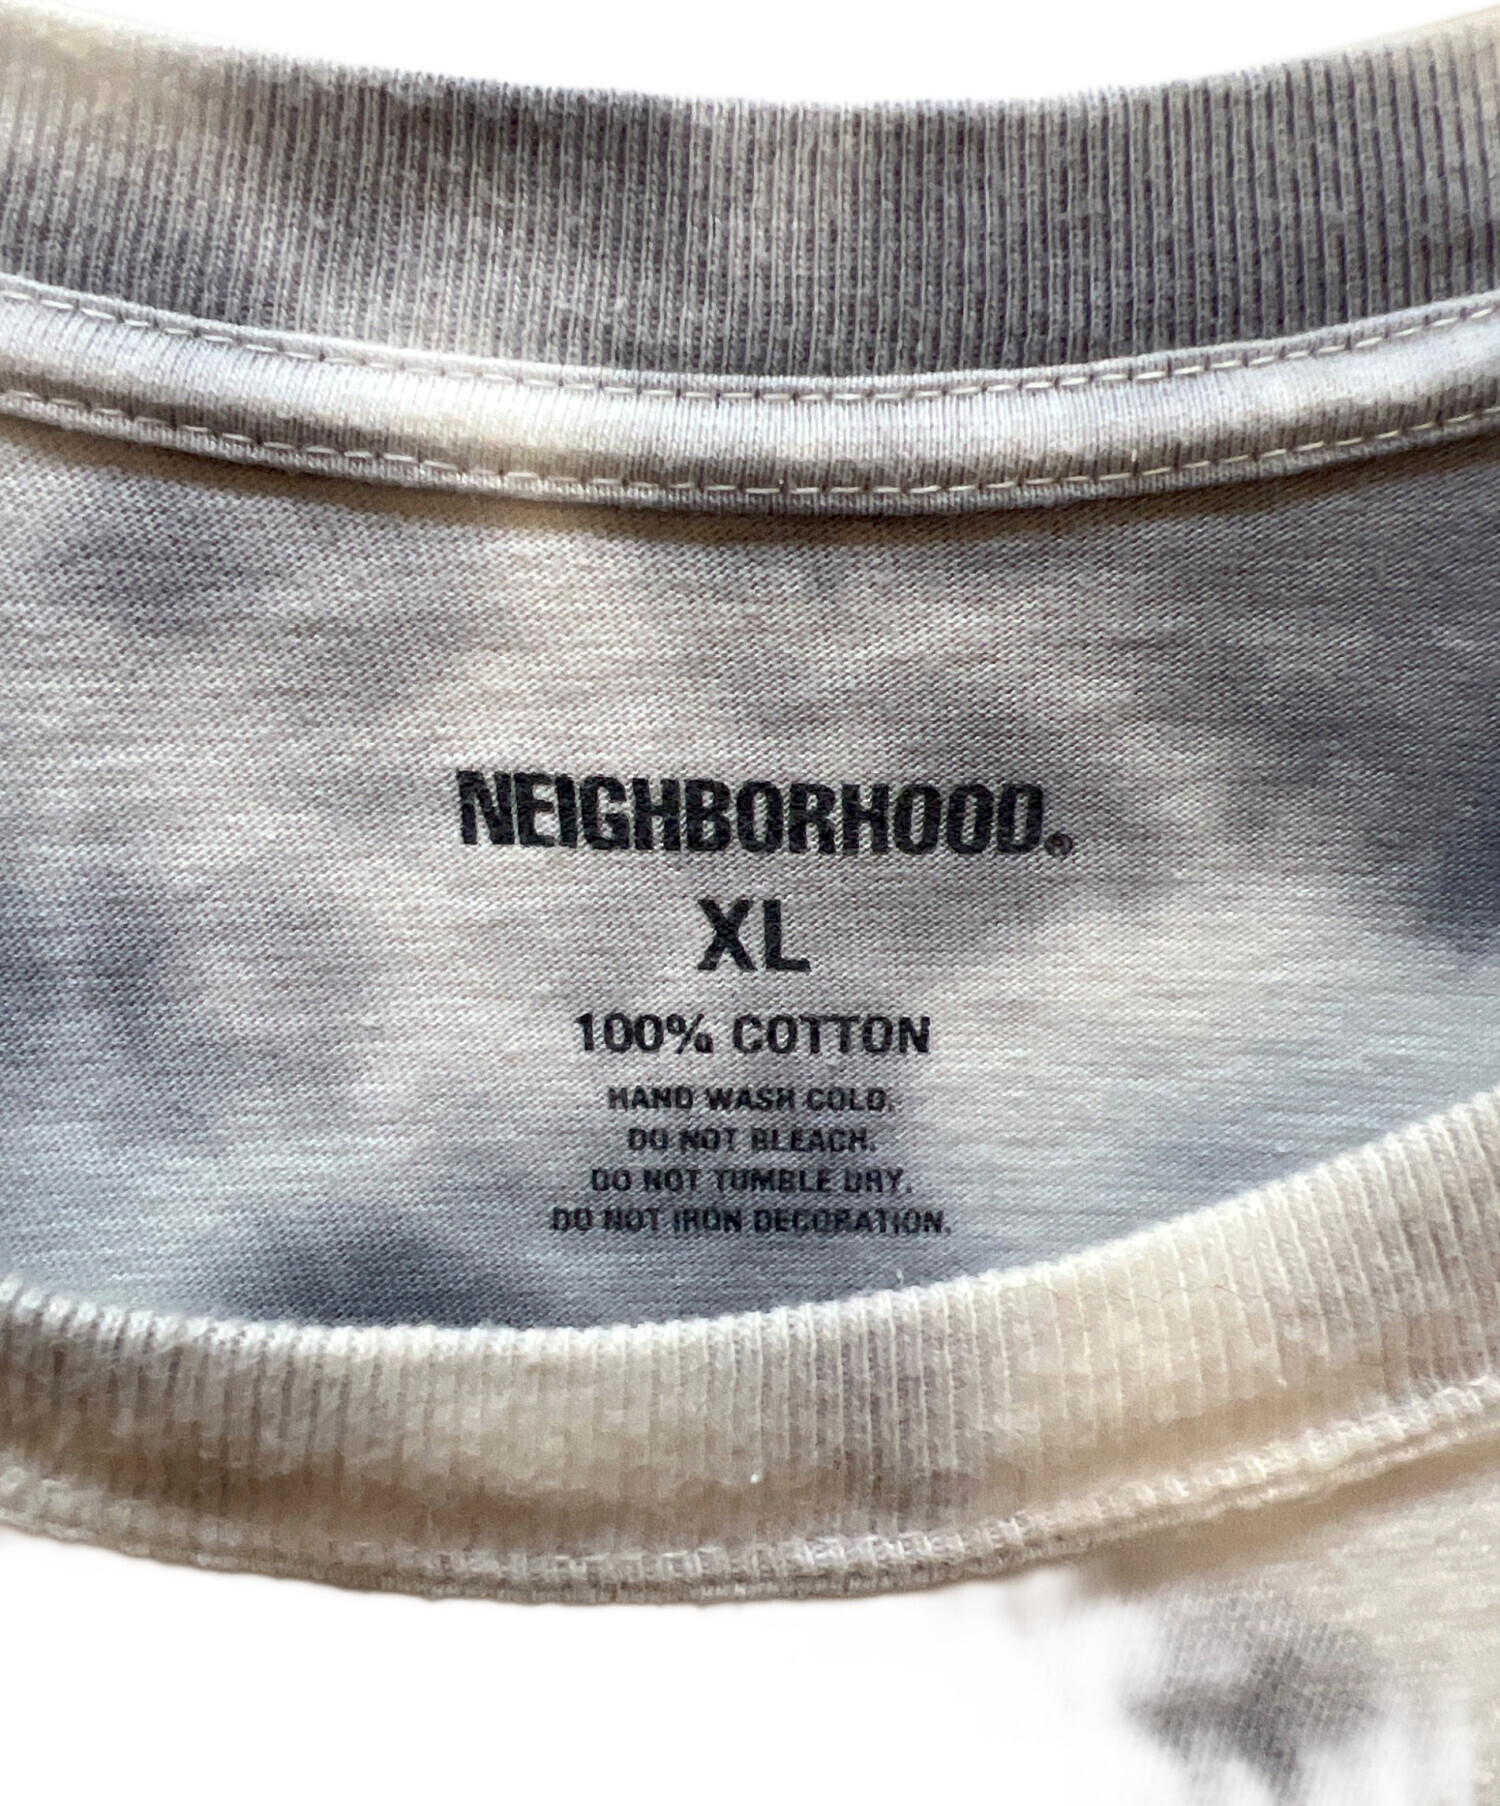 NEIGHBORHOOD®
XL
100% COTTON
HAND WASH COLD.
DO NOT BLEACH.
DO NOT TUMBLE DRY.
DO NOT IRON DECORATION.